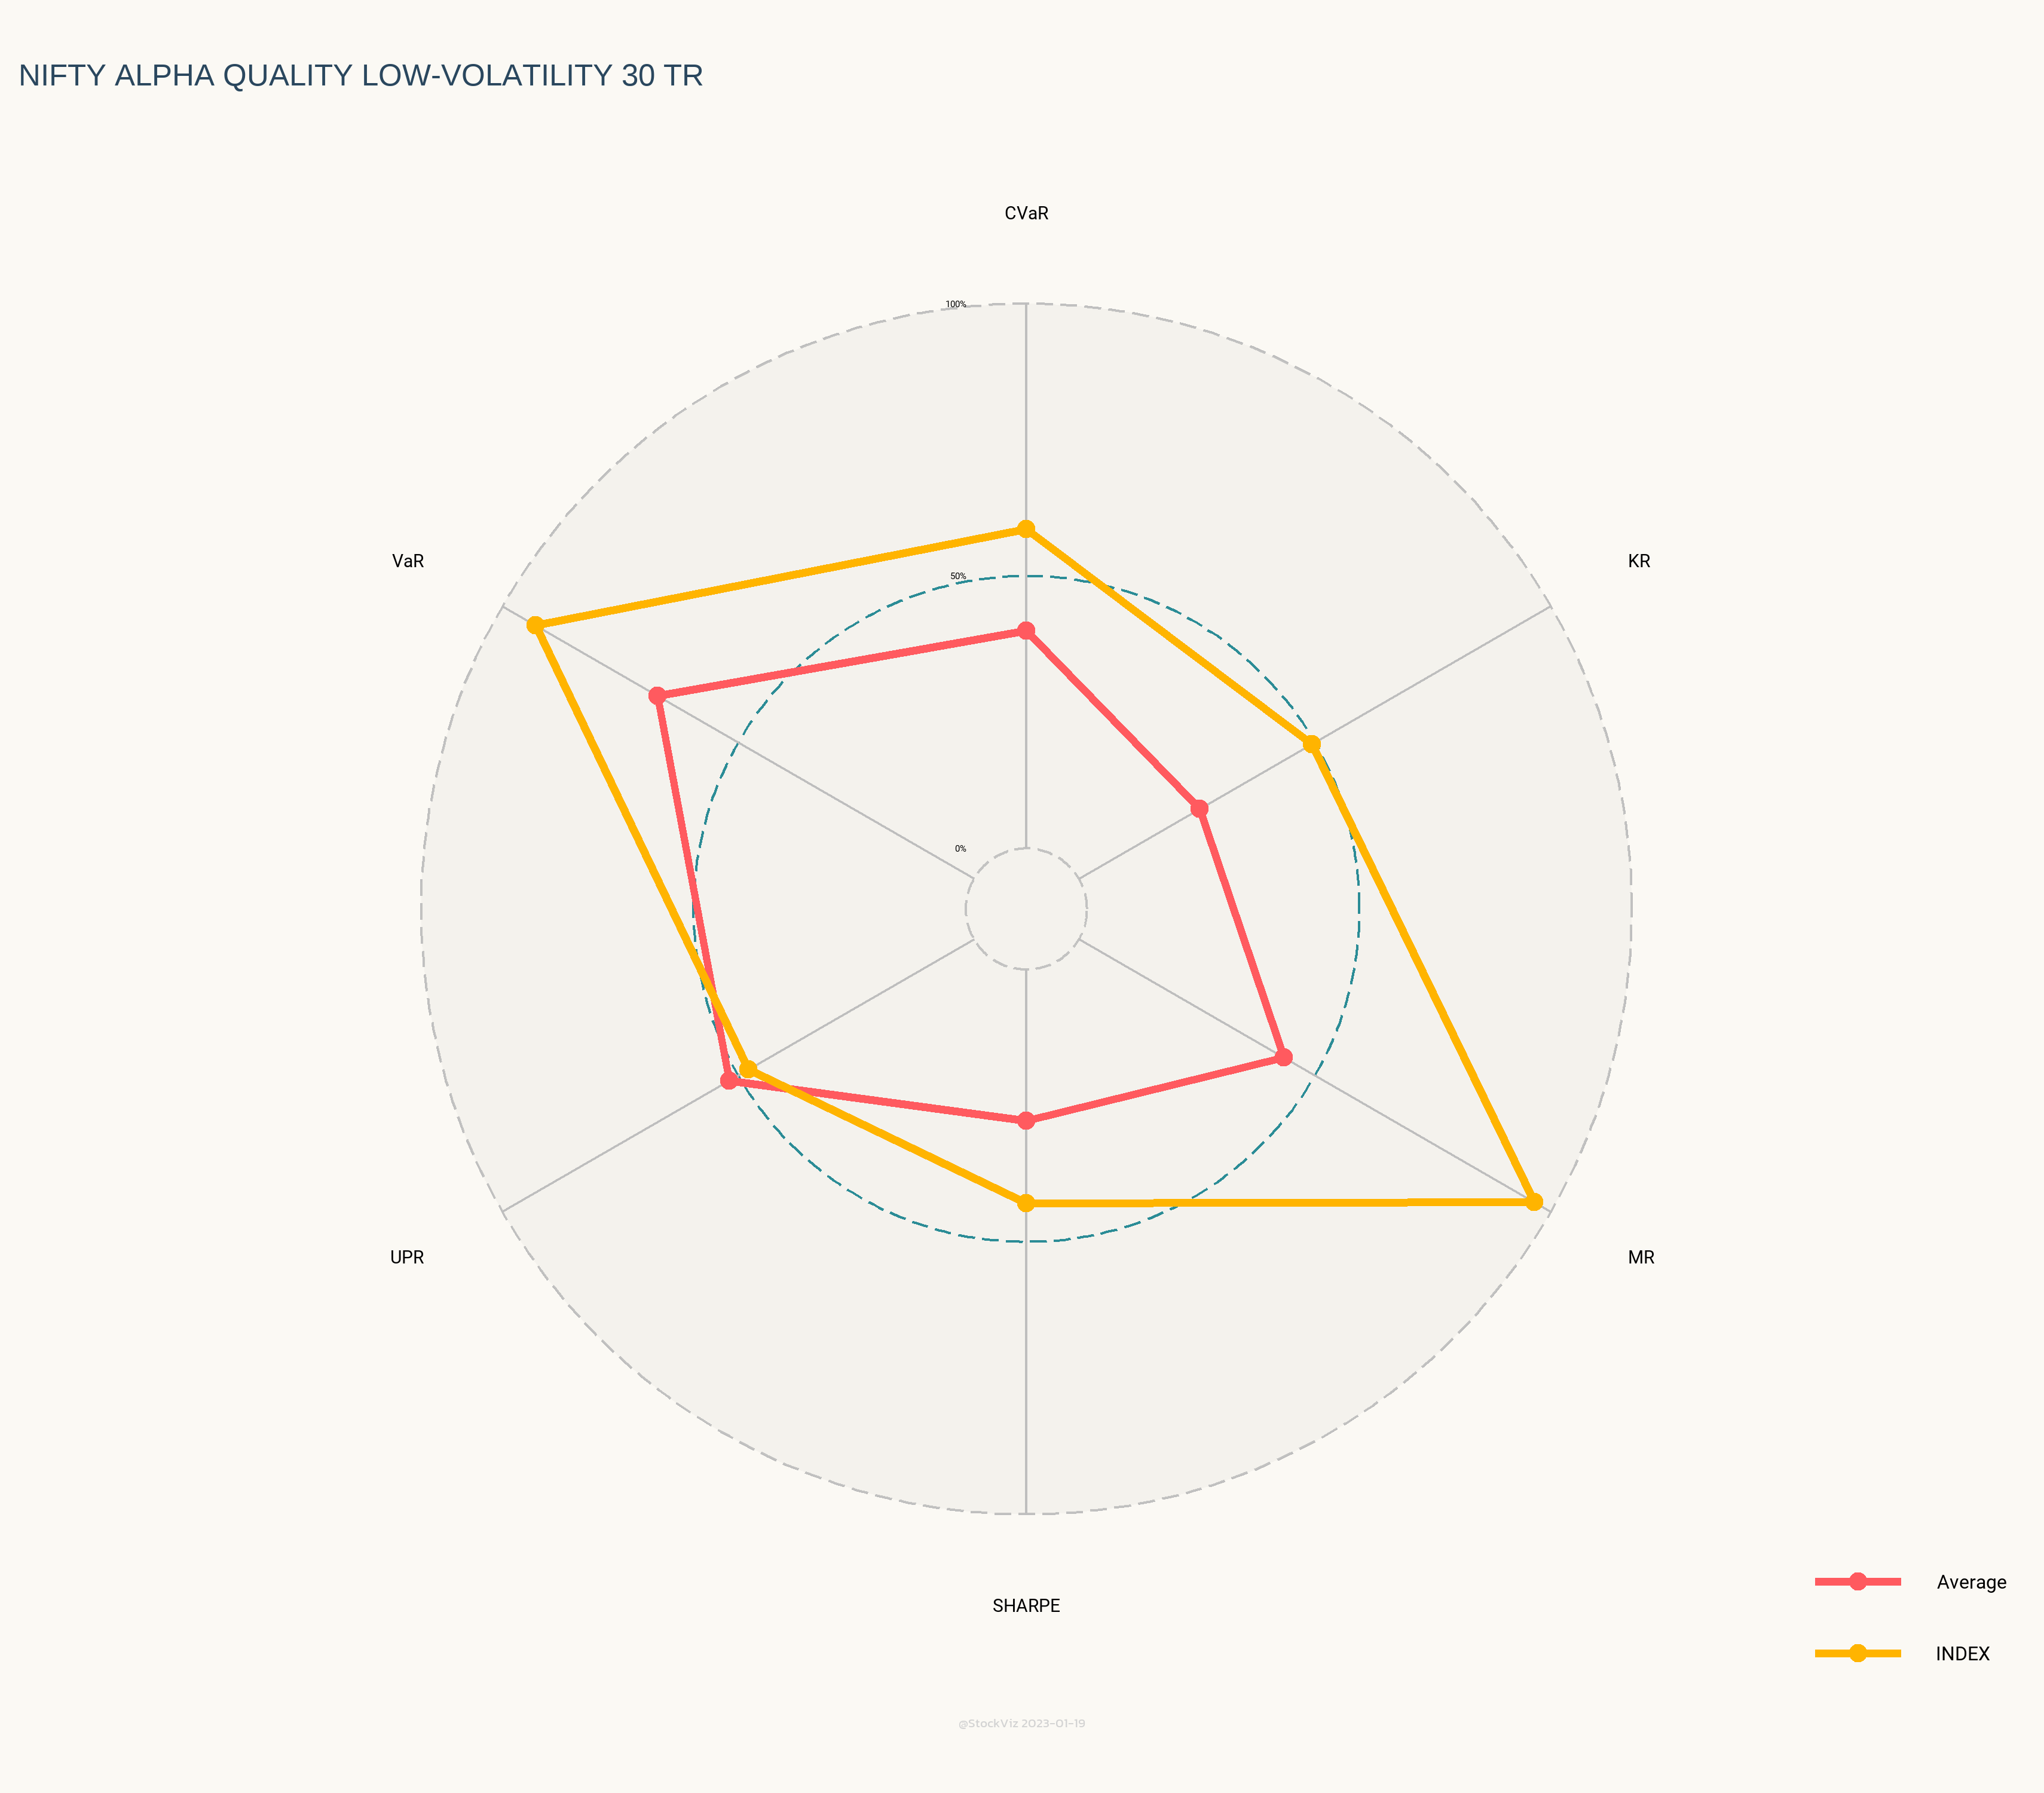 NIFTY ALPHA QUALITY LOW-VOLATILITY 30 TR
CVaR
100%
VaR
KR
50%
0%
UPR
MR
SHARPE
Average
INDEX
@StockViz 2023-01-19